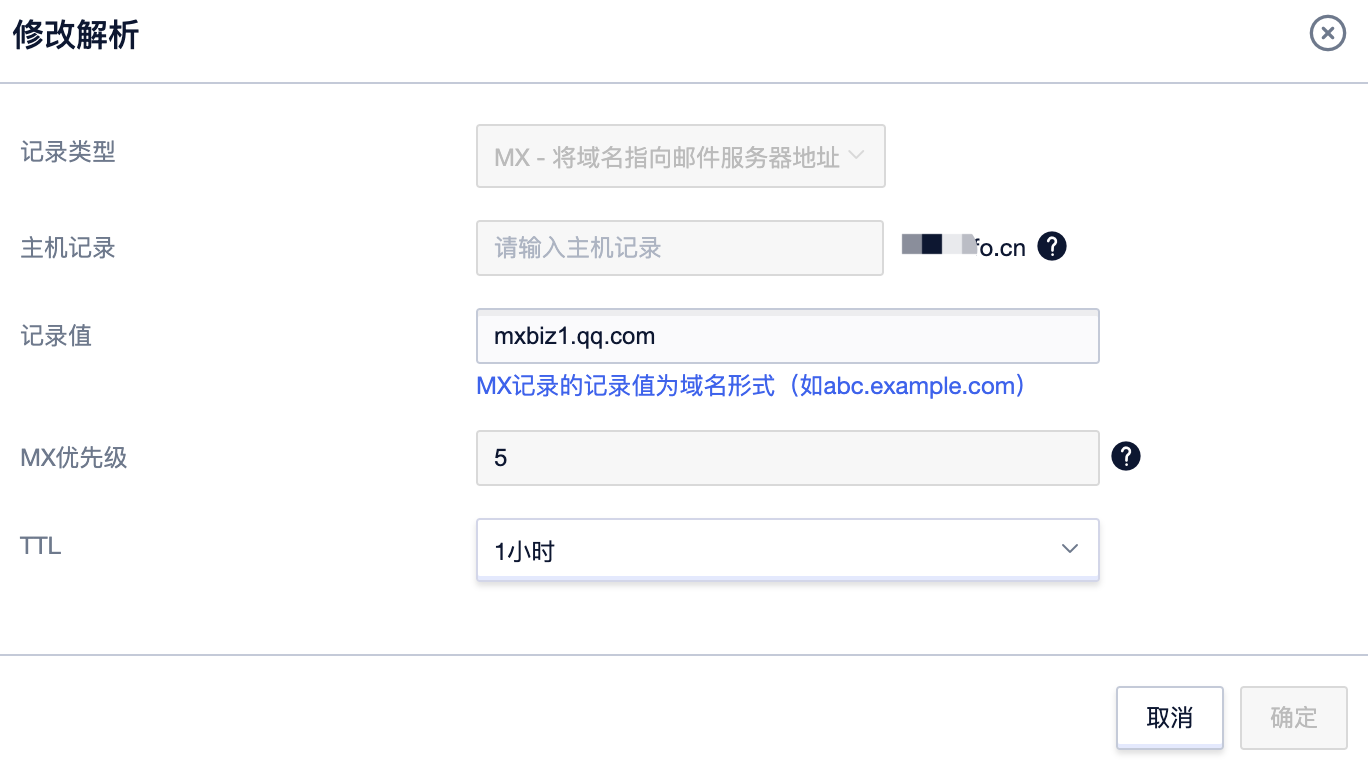 修改解析
记录类型
MX - 将域名指向邮件服务器地址
主机记录
请输入主机记录
o.cn
记录值
mxbiz1.qq.com
MX记录的记录值为域名形式（如abc.example.com）
MX优先级
5
TTL
1小时
取消
确定